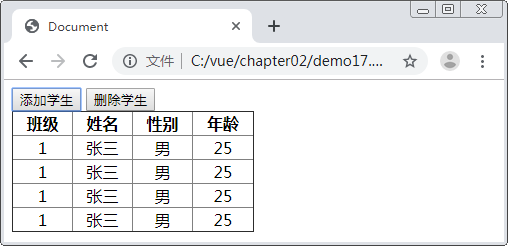 Document
文件 C:/vue/chapter02/demo17....
添加学生 删除学生
班级 姓名 性别 年龄
1 张三 男 25
1 张三 男 25
1 张三 男 25
1 张三 男 25